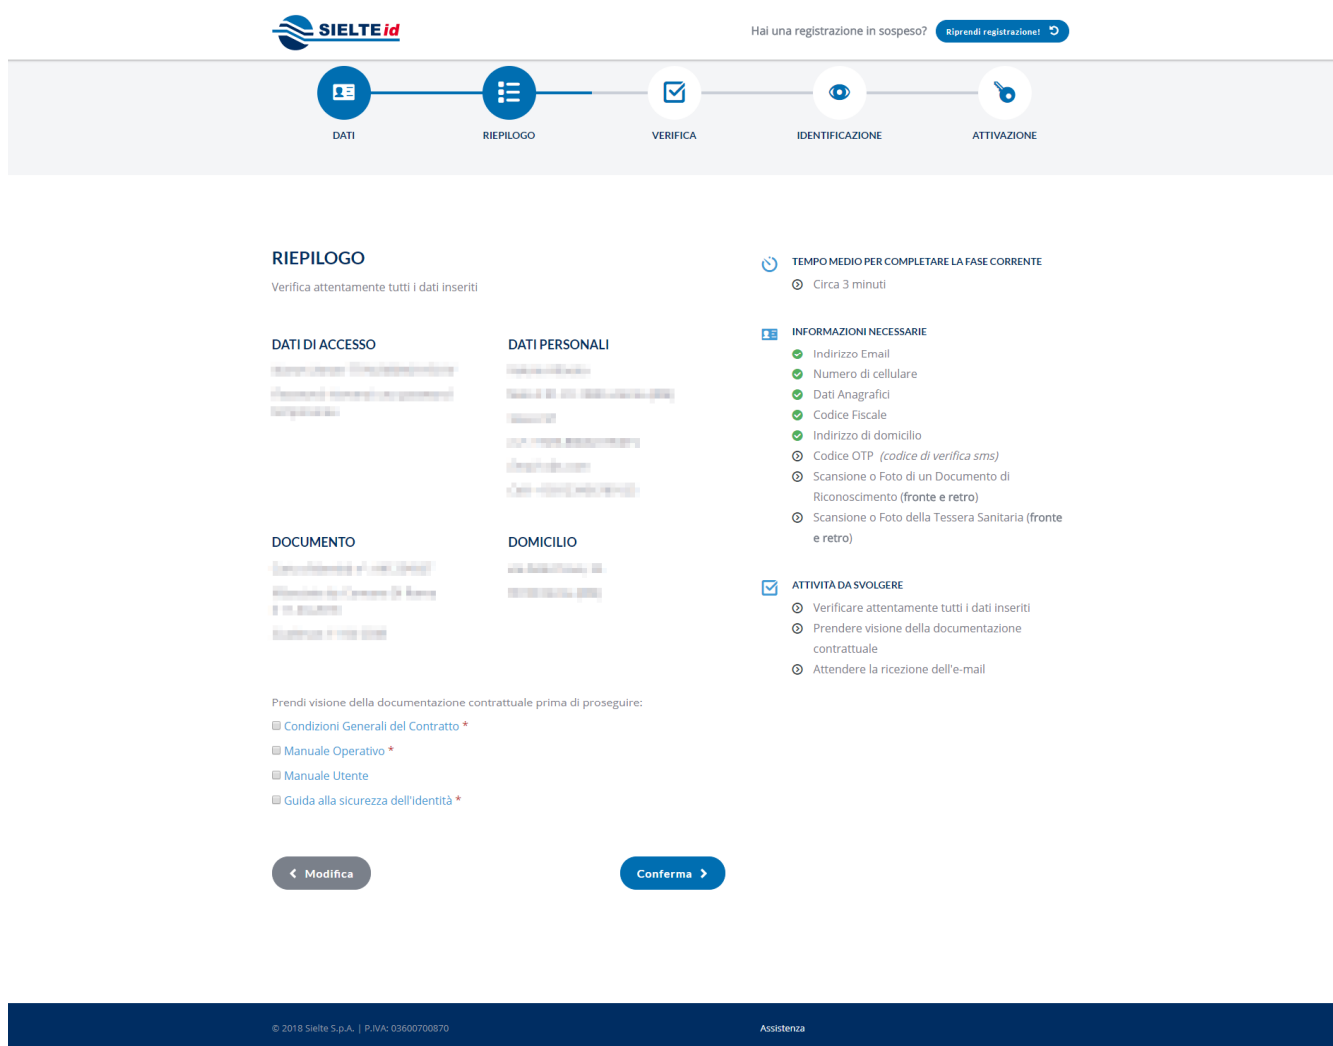 SIELTE id
Hai una registrazione in sospeso?
Riprendi registrazione!
DATI
RIEPILOGO
VERIFICA
IDENTIFICAZIONE
ATTIVAZIONE
RIEPILOGO
Verifica attentamente tutti i dati inseriti
DATI DI ACCESSO
DATI PERSONALI
DOCUMENTO
DOMICILIO
Prendi visione della documentazione contrattuale prima di proseguire:
Condizioni Generali del Contratto *
Manuale Operativo *
Manuale Utente
Guida alla sicurezza dell'identità *
Modifica
Conferma
TEMPO MEDIO PER COMPLETARE LA FASE CORRENTE
Circa 3 minuti
INFORMAZIONI NECESSARIE
Indirizzo Email
Numero di cellulare
Dati Anagrafici
Codice Fiscale
Indirizzo di domicilio
Codice OTP (codice di verifica sms)
Scansione o Foto di un Documento di
Riconoscimento (fronte e retro)
Scansione o Foto della Tessera Sanitaria (fronte
e retro)
ATTIVITÀ DA SVOLGERE
Verificare attentamente tutti i dati inseriti
Prendere visione della documentazione
contrattuale
Attendere la ricezione dell'e-mail
© 2018 Sielte S.p.A. | P.IVA: 03600700870
Assistenza